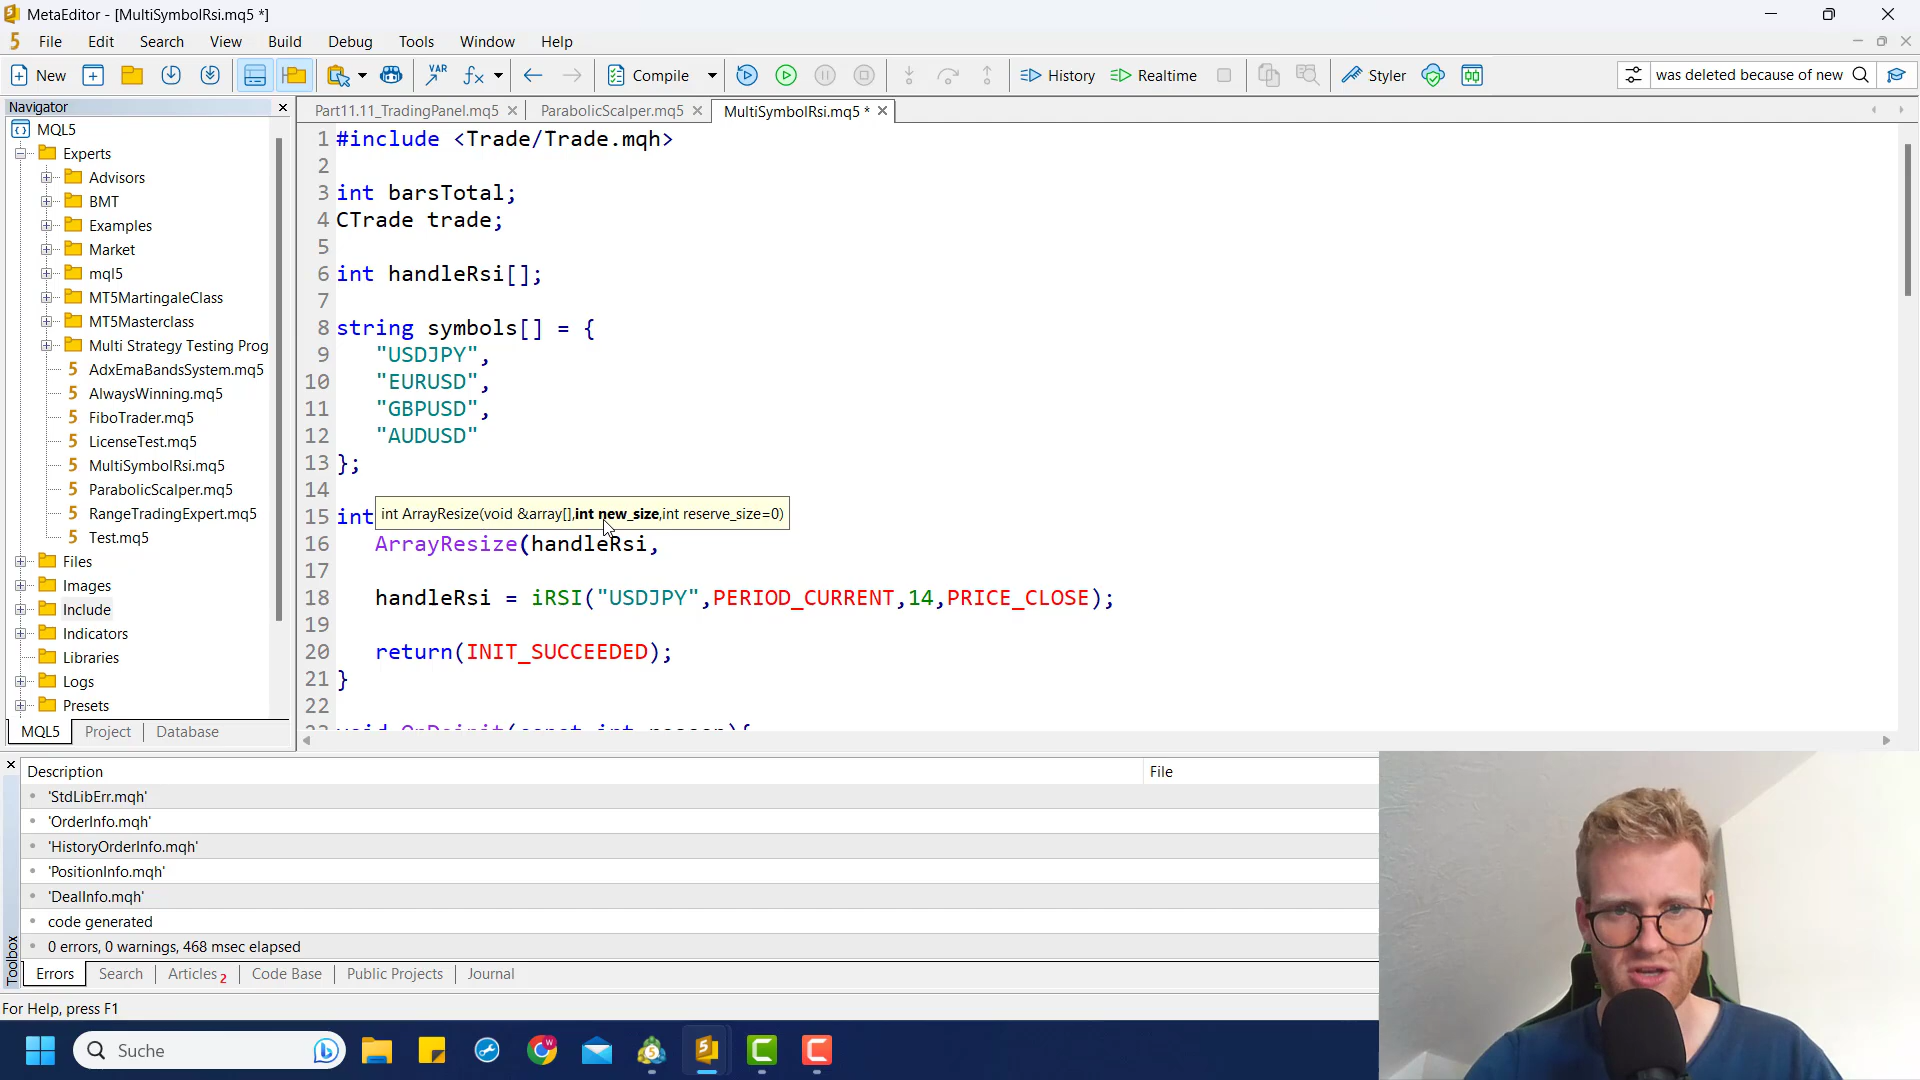 MetaEditor - [MultiSymbolRsi.mq5 *]
File Edit Search View Build Debug Tools Window Help
New Compile History Realtime Styler was deleted because of new
Navigator
MQL5
Experts
Advisors
BMT
Examples
Market
mql5
MT5MartingaleClass
MT5Masterclass
Multi Strategy Testing Prog
AdxEmaBandsSystem.mq5
AlwaysWinning.mq5
FiboTrader.mq5
LicenseTest.mq5
MultiSymbolRsi.mq5
ParabolicScalper.mq5
RangeTradingExpert.mq5
Test.mq5
Files
Images
Include
Indicators
Libraries
Logs
Presets
MQL5 Project Database
Part11.11_TradingPanel.mq5 ParabolicScalper.mq5 MultiSymbolRsi.mq5 *
1 #include <Trade/Trade.mqh>
2
3 int barsTotal;
4 CTrade trade;
5
6 int handleRsi[];
7
8 string symbols[] = {
9 "USDJPY",
10 "EURUSD",
11 "GBPUSD",
12 "AUDUSD"
13 };
14
15 int
int ArrayResize(void &array[],int new_size,int reserve_size=0)
16 ArrayResize(handleRsi,
17
18 handleRsi = iRSI("USDJPY",PERIOD_CURRENT,14,PRICE_CLOSE);
19
20 return(INIT_SUCCEEDED);
21 }
22
23 void OnDeinit(const int reason){
Description File
'StdLibErr.mqh'
'OrderInfo.mqh'
'HistoryOrderInfo.mqh'
'PositionInfo.mqh'
'DealInfo.mqh'
code generated
0 errors, 0 warnings, 468 msec elapsed
Toolbox
Errors Search Articles 2 Code Base Public Projects Journal
For Help, press F1
Suche